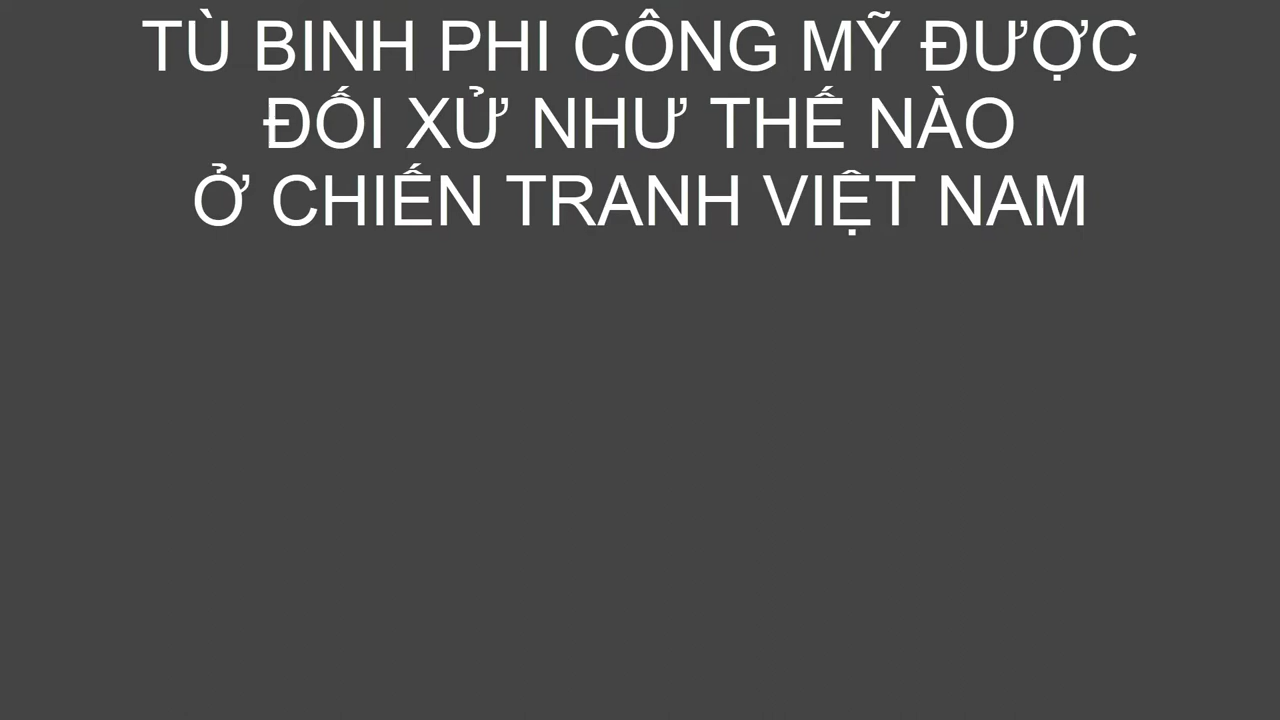 TÙ BINH PHI CÔNG MỸ ĐƯỢC
ĐỐI XỬ NHƯ THẾ NÀO
Ở CHIẾN TRANH VIỆT NAM